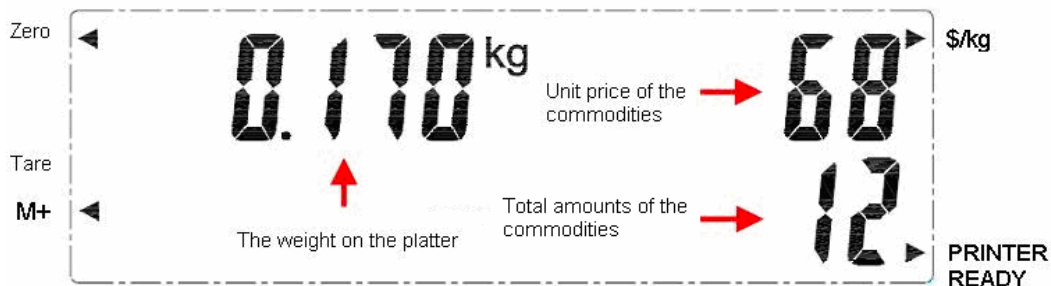 Zero
0.170 kg
68
$/kg
Unit price of the
commodities
Tare
M+
12
Total amounts of the
commodities
The weight on the platter
PRINTER
READY